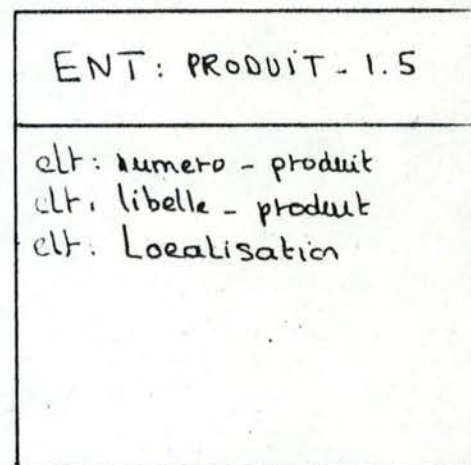 ENT: PRODUIT - 1.5
elt: numero - produit
elt: libelle - produit
elt: Localisation